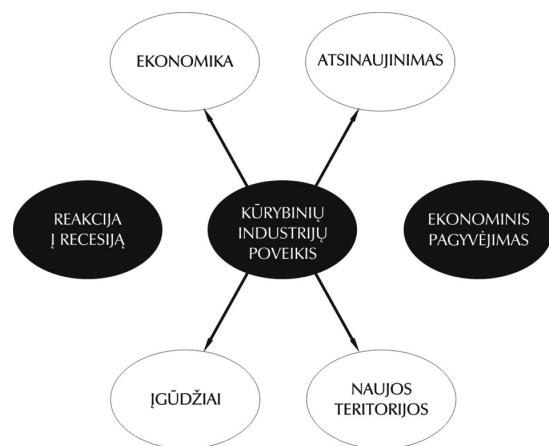 EKONOMIKA
ATSINAUJINIMAS
REAKCIJA
Į RECESIJĄ
KŪRYBINIŲ
INDUSTRIJŲ
POVEIKIS
EKONOMINIS
PAGYVĖJIMAS
ĮGŪDŽIAI
NAUJOS
TERITORIJOS